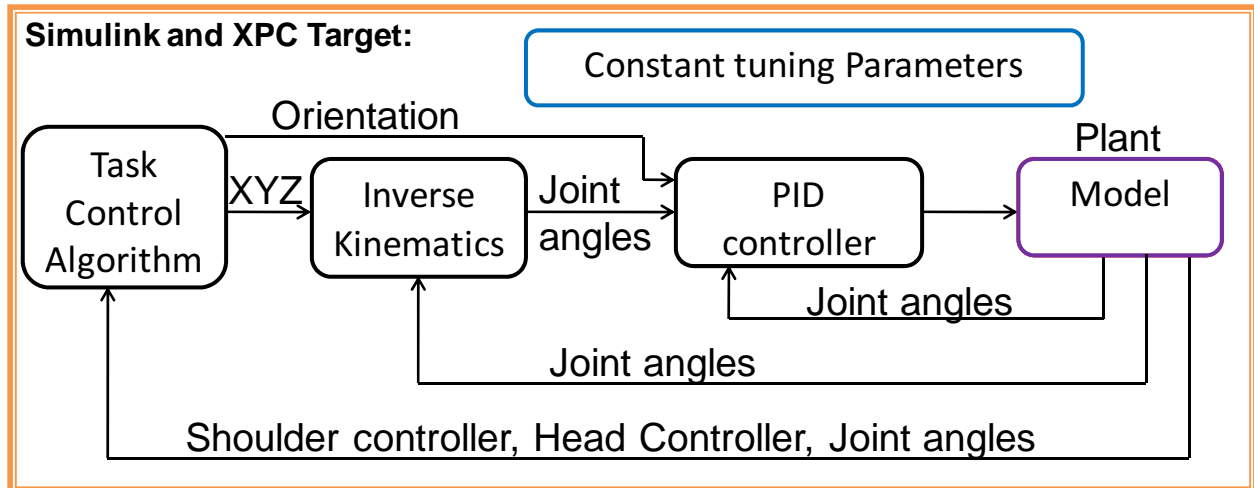 Simulink and XPC Target:
Constant tuning Parameters
Orientation
Plant
Task
Control
Algorithm
XYZ
Inverse
Kinematics
Joint
angles
PID
controller
Model
Joint angles
Joint angles
Shoulder controller, Head Controller, Joint angles